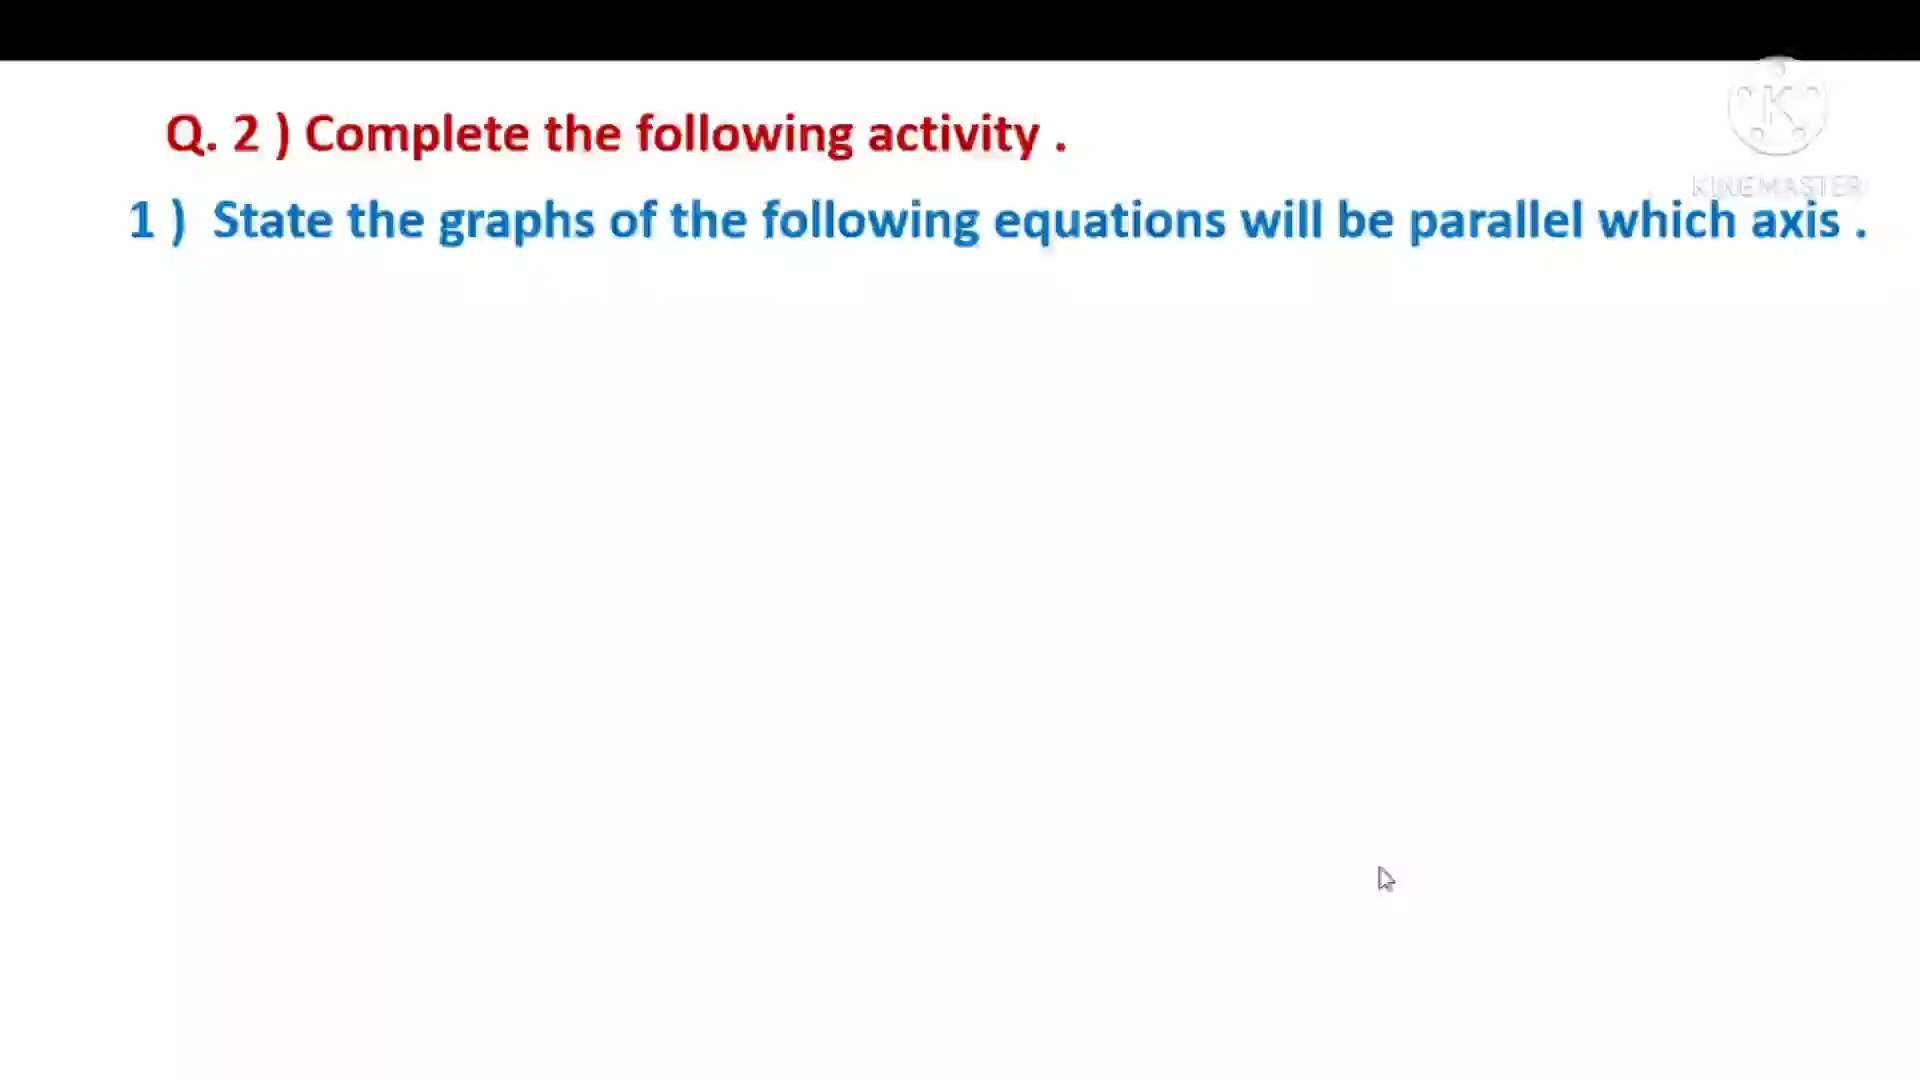 Q. 2 ) Complete the following activity .
KINEMASTER
1 ) State the graphs of the following equations will be parallel which axis .